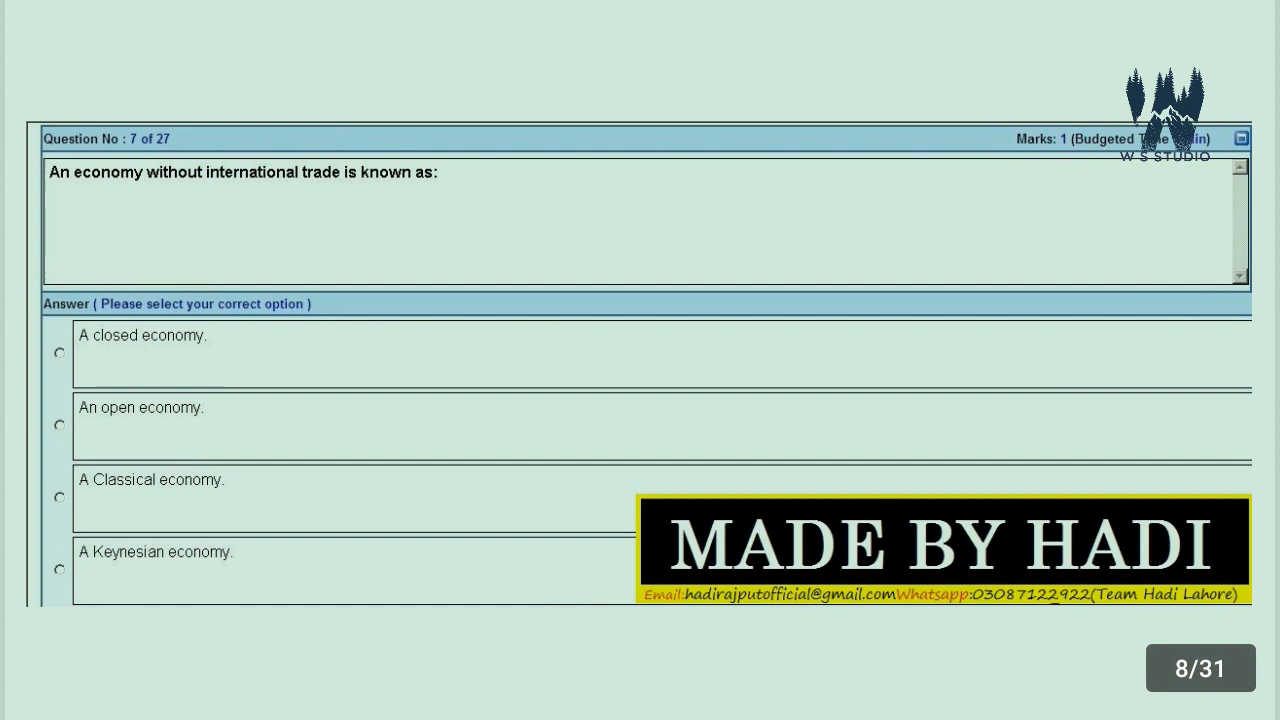 Question No : 7 of 27
Marks: 1 (Budgeted
W S STUDIO
An economy without international trade is known as:
Answer ( Please select your correct option )
A closed economy.
An open economy.
A Classical economy.
A Keynesian economy.
MADE BY HADI
Email:hadirajputofficial@gmail.comWhatsapp:03087122922(Team Hadi Lahore)
8/31